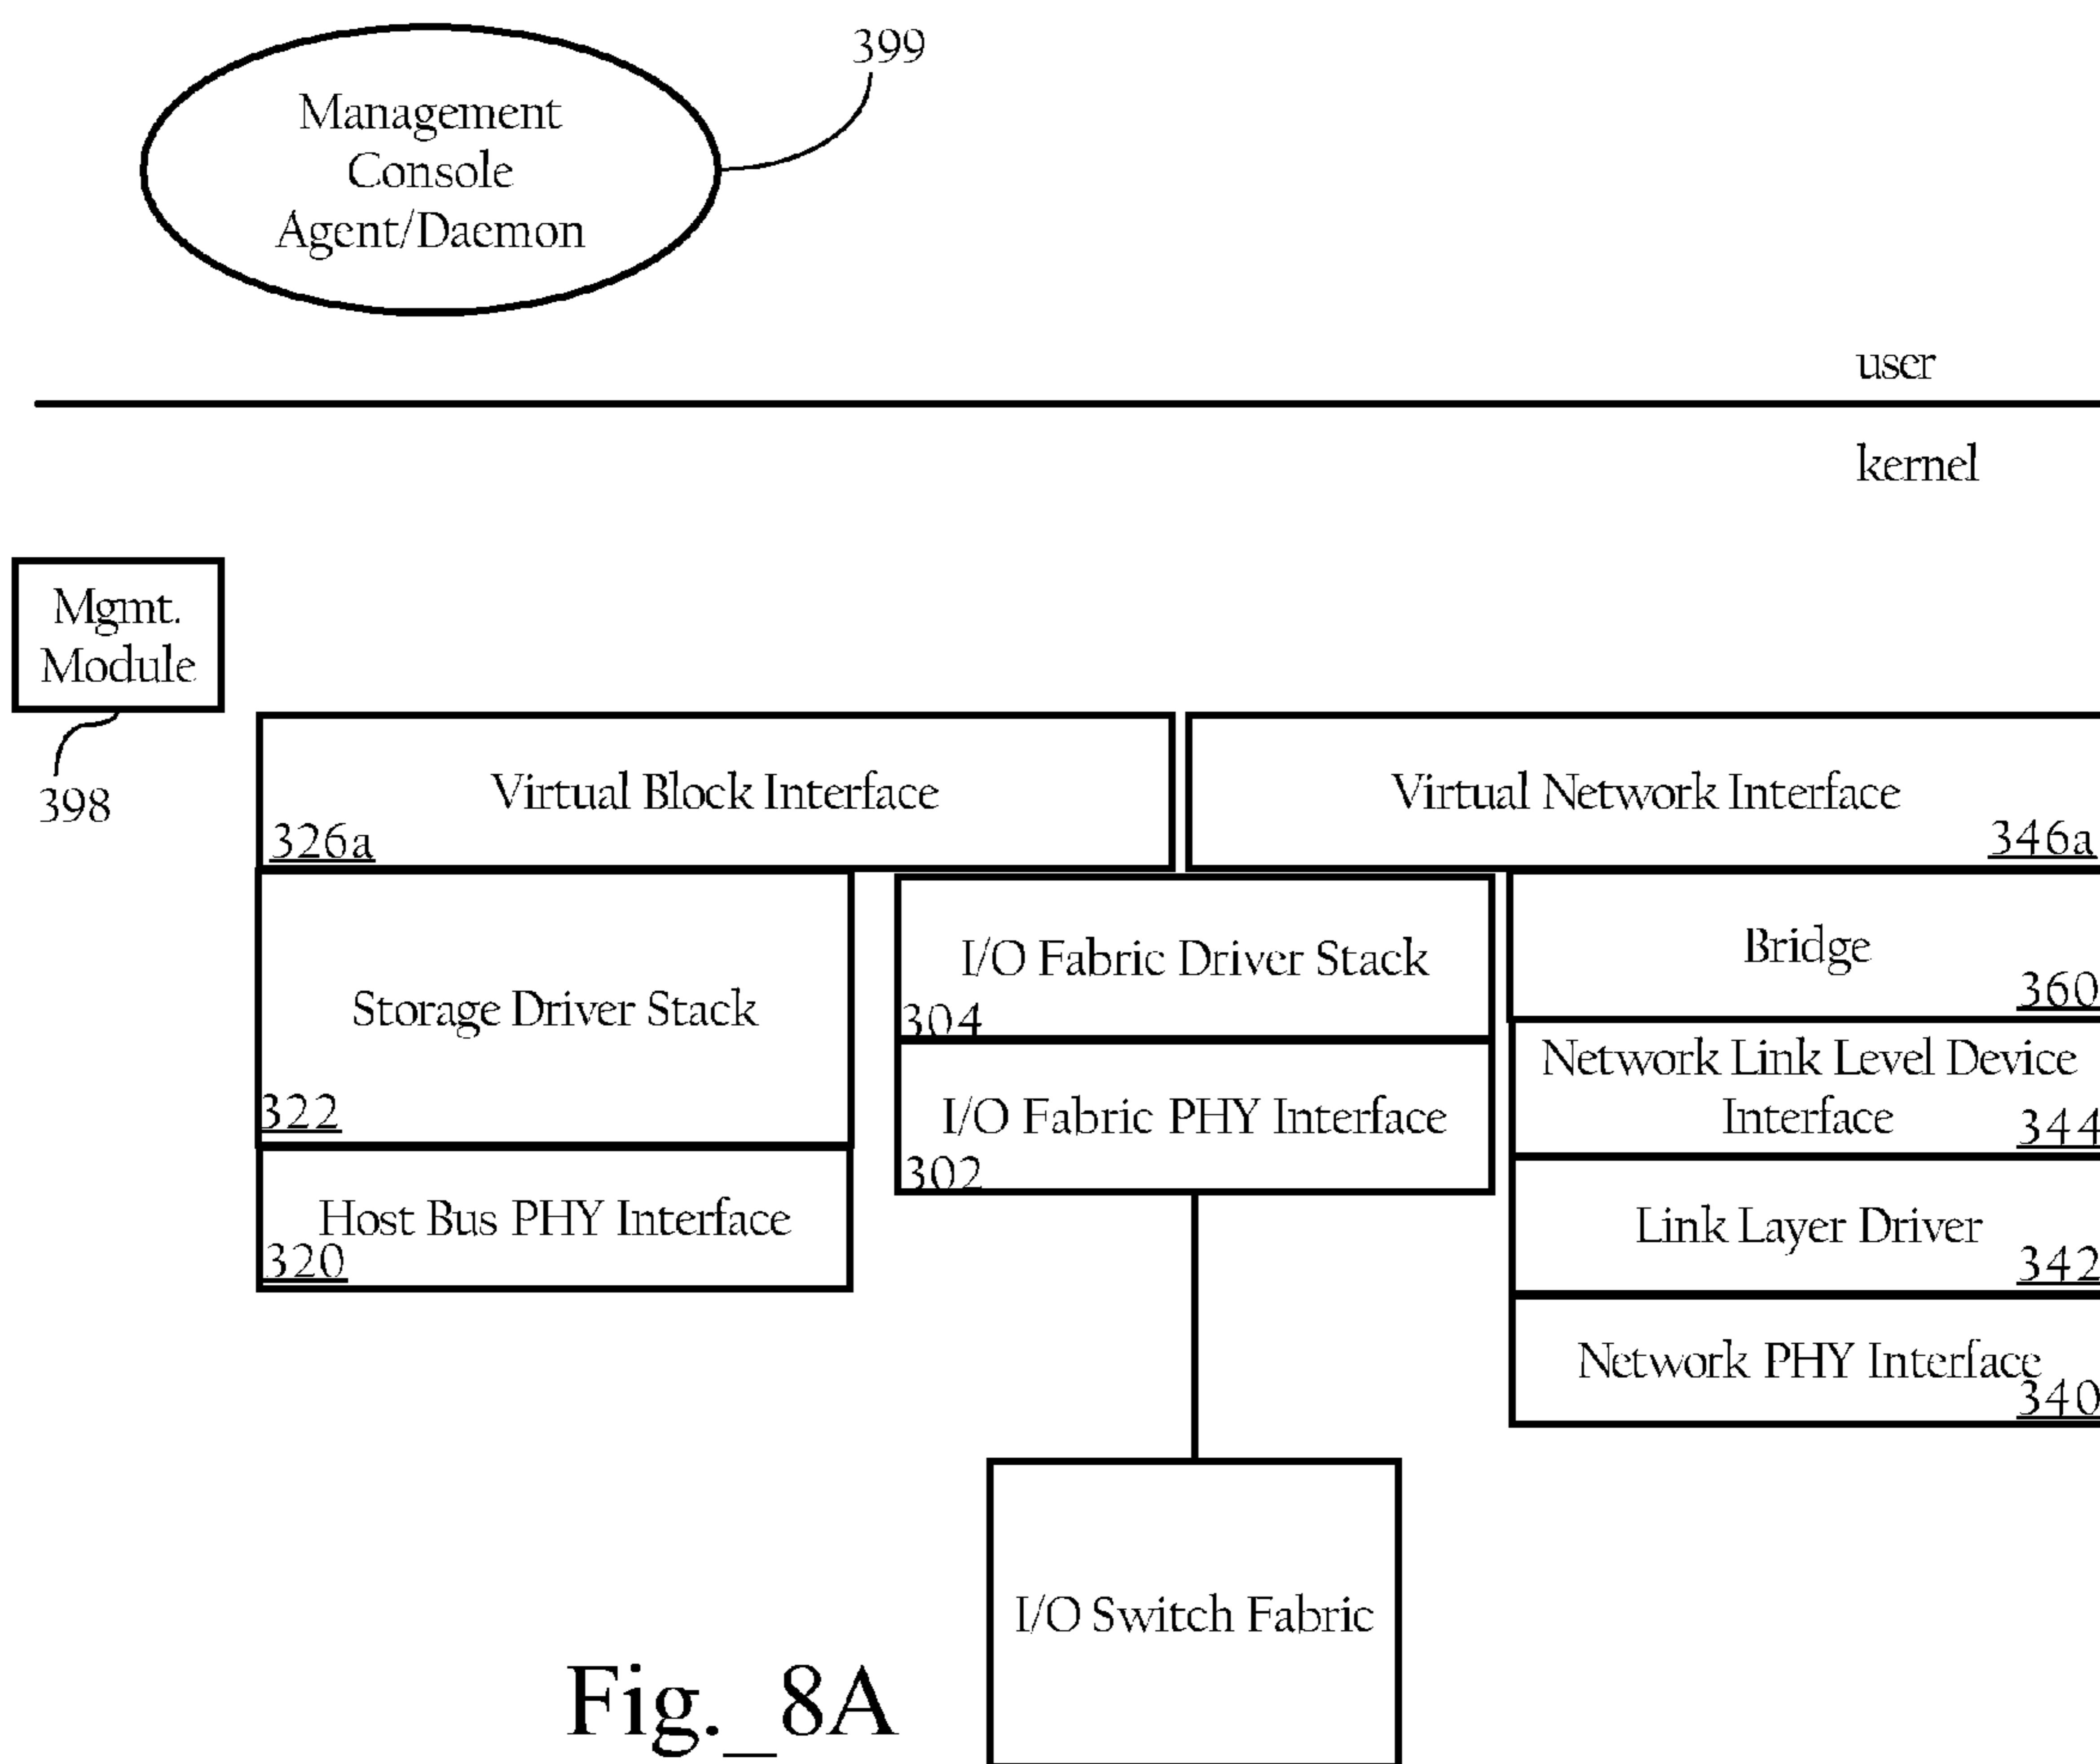 399
Management
Console
Agent/Daemon
user
kernel
Mgmt.
Module
398
Virtual Block Interface
326a
Virtual Network Interface
346a
Storage Driver Stack
322
I/O Fabric Driver Stack
304
Bridge
360
I/O Fabric PHY Interface
302
Network Link Level Device
Interface
344
Host Bus PHY Interface
320
Link Layer Driver
342
Network PHY Interface
340
I/O Switch Fabric
Fig._8A